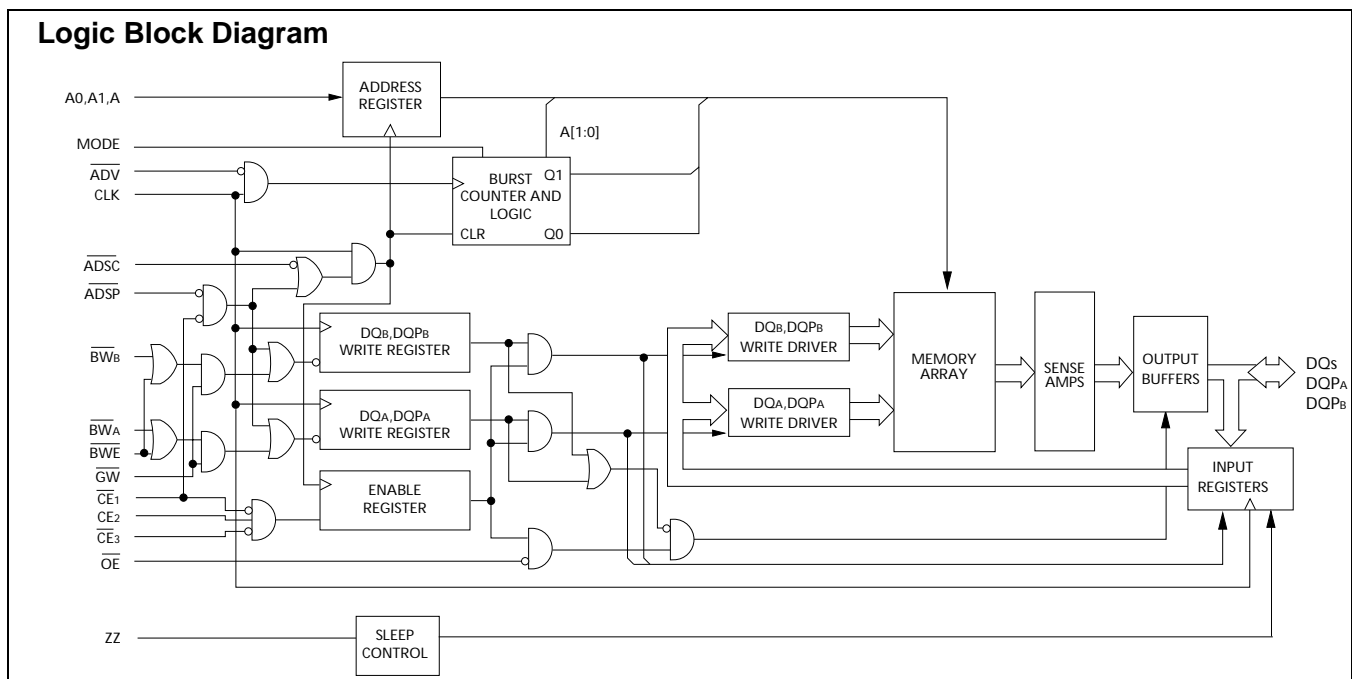 Logic Block Diagram
A0,A1,A
MODE
ADV
CLK
ADSC
ADSP
BWB
BWA
BWE
GW
CE1
CE2
CE3
OE
ZZ
ADDRESS
REGISTER
A[1:0]
BURST
COUNTER AND
LOGIC
CLR
Q1
Q0
DQB,DQPB
WRITE REGISTER
DQA,DQPA
WRITE REGISTER
ENABLE
REGISTER
SLEEP
CONTROL
DQB,DQPB
WRITE DRIVER
DQA,DQPA
WRITE DRIVER
MEMORY
ARRAY
SENSE
AMPS
OUTPUT
BUFFERS
INPUT
REGISTERS
DQs
DQPA
DQPB